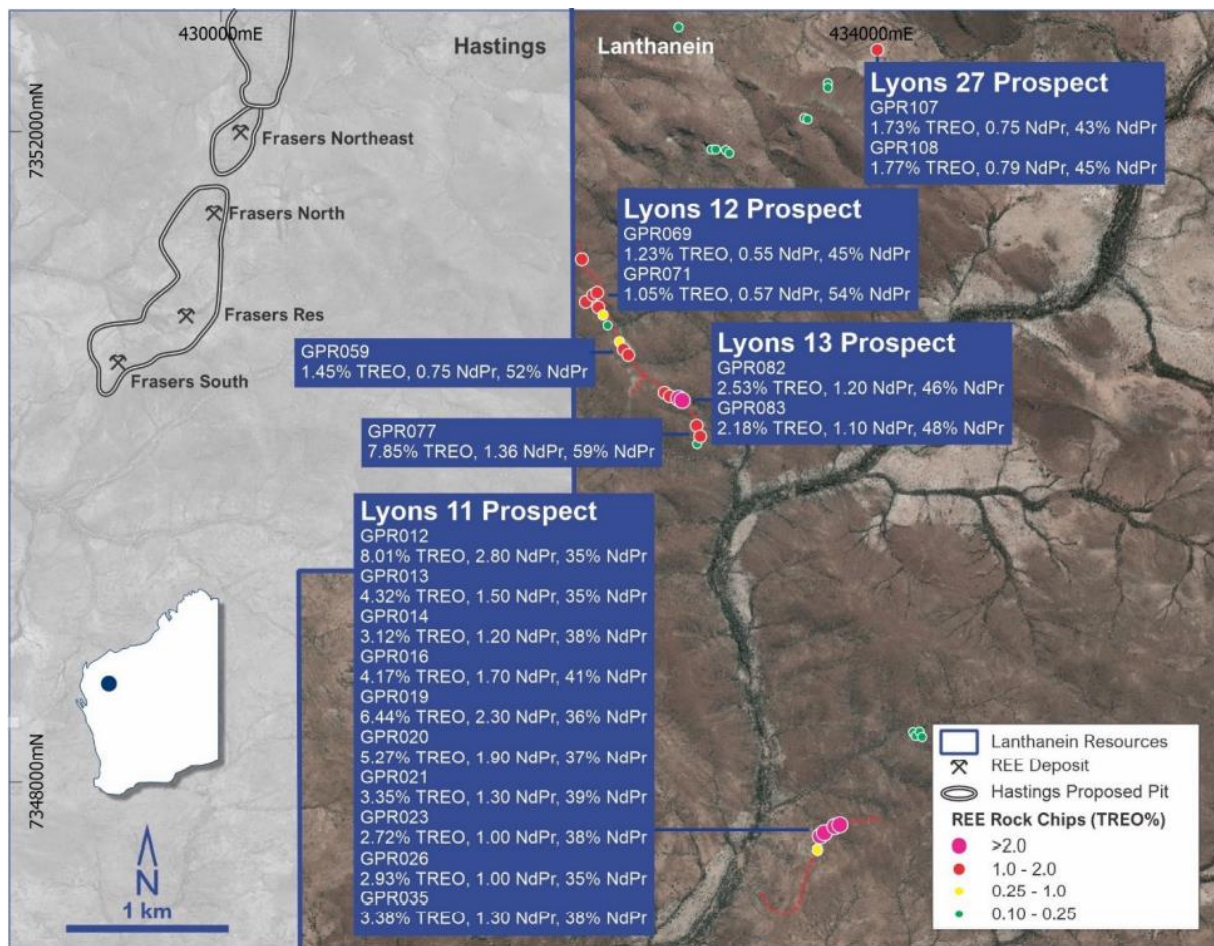 430000mE
434000mE
Hastings
Lanthanein
7352000mN
7348000mN
Frasers Northeast
Frasers North
Frasers Res
Frasers South
Lyons 27 Prospect
GPR107
1.73% TREO, 0.75 NdPr, 43% NdPr
GPR108
1.77% TREO, 0.79 NdPr, 45% NdPr
Lyons 12 Prospect
GPR069
1.23% TREO, 0.55 NdPr, 45% NdPr
GPR071
1.05% TREO, 0.57 NdPr, 54% NdPr
GPR059
1.45% TREO, 0.75 NdPr, 52% NdPr
Lyons 13 Prospect
GPR082
2.53% TREO, 1.20 NdPr, 46% NdPr
GPR083
2.18% TREO, 1.10 NdPr, 48% NdPr
GPR077
7.85% TREO, 1.36 NdPr, 59% NdPr
Lyons 11 Prospect
GPR012
8.01% TREO, 2.80 NdPr, 35% NdPr
GPR013
4.32% TREO, 1.50 NdPr, 35% NdPr
GPR014
3.12% TREO, 1.20 NdPr, 38% NdPr
GPR016
4.17% TREO, 1.70 NdPr, 41% NdPr
GPR019
6.44% TREO, 2.30 NdPr, 36% NdPr
GPR020
5.27% TREO, 1.90 NdPr, 37% NdPr
GPR021
3.35% TREO, 1.30 NdPr, 39% NdPr
GPR023
2.72% TREO, 1.00 NdPr, 38% NdPr
GPR026
2.93% TREO, 1.00 NdPr, 35% NdPr
GPR035
3.38% TREO, 1.30 NdPr, 38% NdPr
N
1 km
Lanthanein Resources
REE Deposit
Hastings Proposed Pit
REE Rock Chips (TREO%)
>2.0
1.0 - 2.0
0.25 - 1.0
0.10 - 0.25